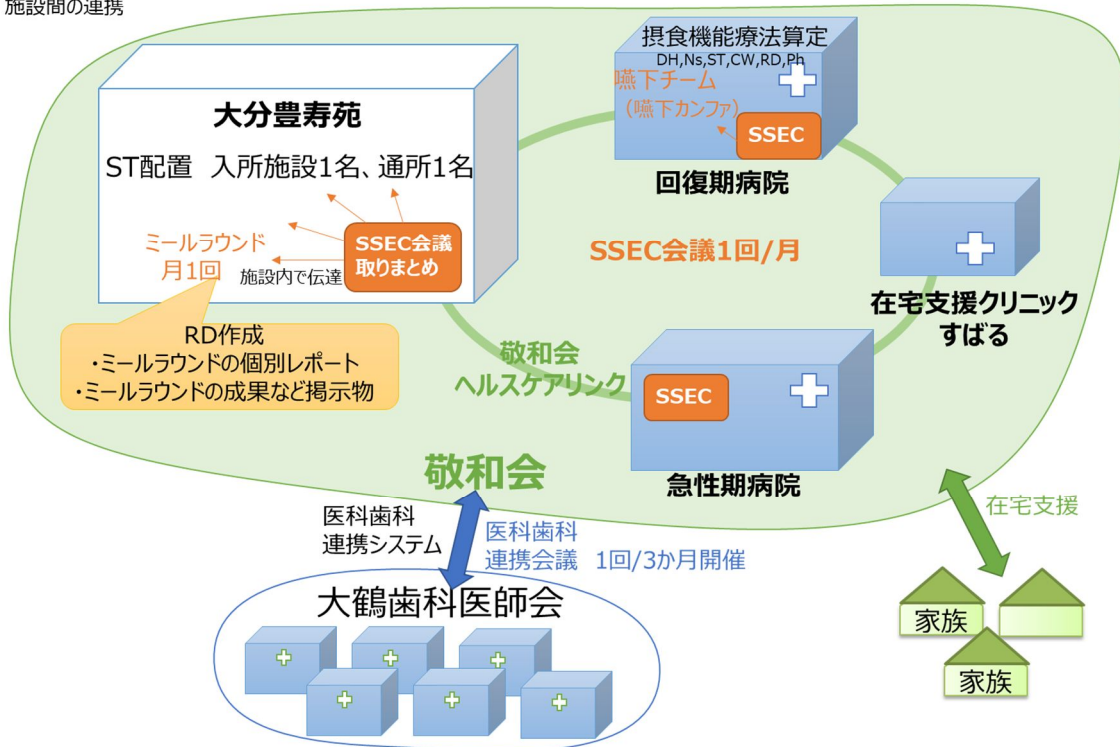 施設間の連携
大分豊寿苑
ST配置 入所施設1名、通所1名
ミールラウンド
月1回
施設内で伝達
SSEC会議
取りまとめ
RD作成
・ミールラウンドの個別レポート
・ミールラウンドの成果など掲示物
摂食機能療法算定
DH,Ns,ST,CW,RD,Ph
嚥下チーム
(嚥下カンファ)
SSEC
回復期病院
SSEC会議1回/月
在宅支援クリニック
すばる
敬和会
ヘルスケアリンク
SSEC
急性期病院
敬和会
医科歯科
連携システム
医科歯科
連携会議 1回/3か月開催
在宅支援
大鶴歯科医師会
家族
家族